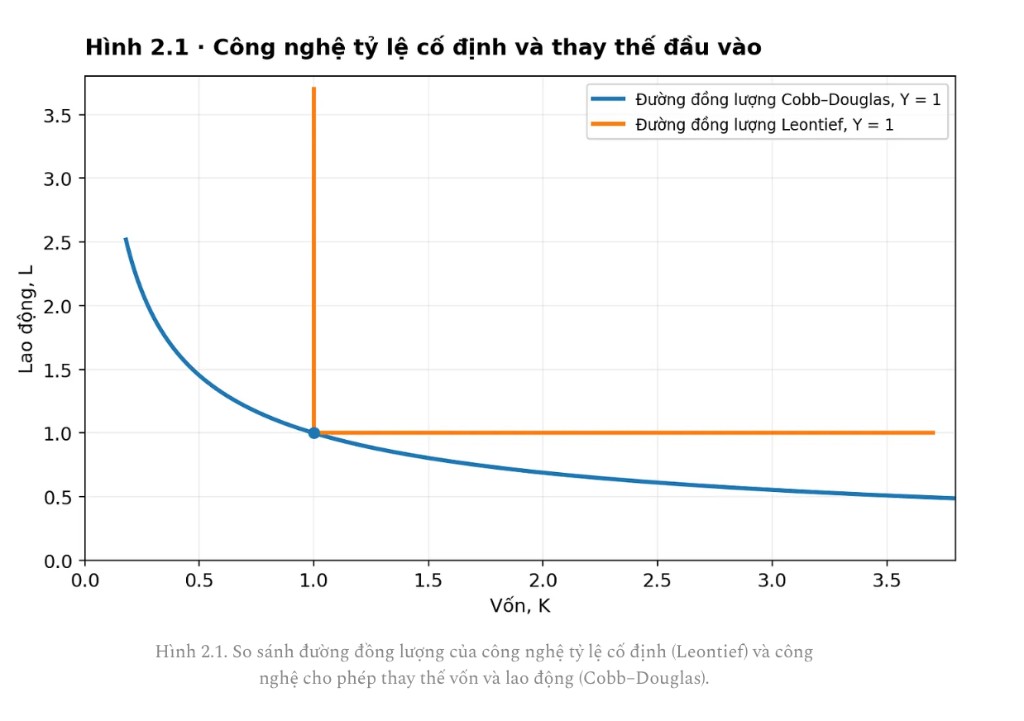 Hình 2.1 · Công nghệ tỷ lệ cố định và thay thế đầu vào
Đường đồng lượng Cobb–Douglas, Y = 1
Đường đồng lượng Leontief, Y = 1
3.5
3.0
2.5
2.0
1.5
1.0
0.5
0.0
Lao động, L
0.0 0.5 1.0 1.5 2.0 2.5 3.0 3.5
Vốn, K
Hình 2.1. So sánh đường đồng lượng của công nghệ tỷ lệ cố định (Leontief) và công
nghệ cho phép thay thế vốn và lao động (Cobb–Douglas).